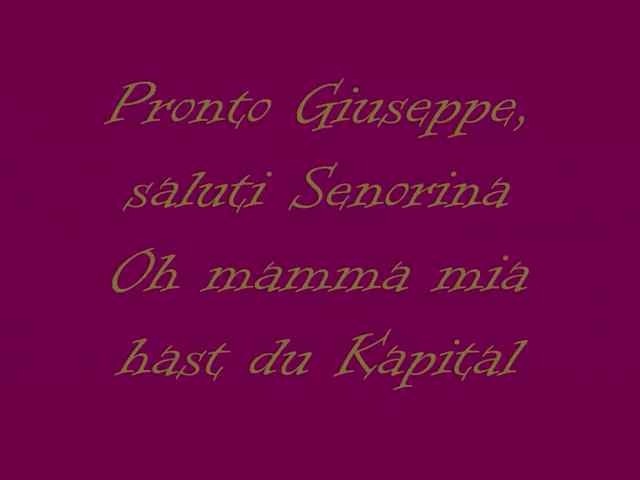 Pronto Giuseppe,
saluti Senorina
Oh mamma mia
hast du Kapital